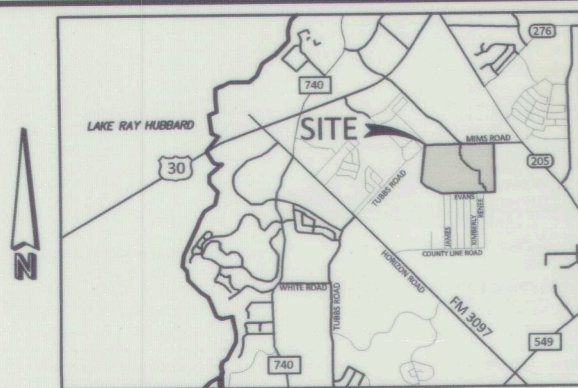 276
740
LAKE RAY HUBBARD
SITE
MIMS ROAD
30
205
TUBBS ROAD
EVANS
JAMES
KIMBERLY
RENEE
COUNTY LINE ROAD
N
HORIZON ROAD
WHITE ROAD
TUBBS ROAD
FM 3097
549
740